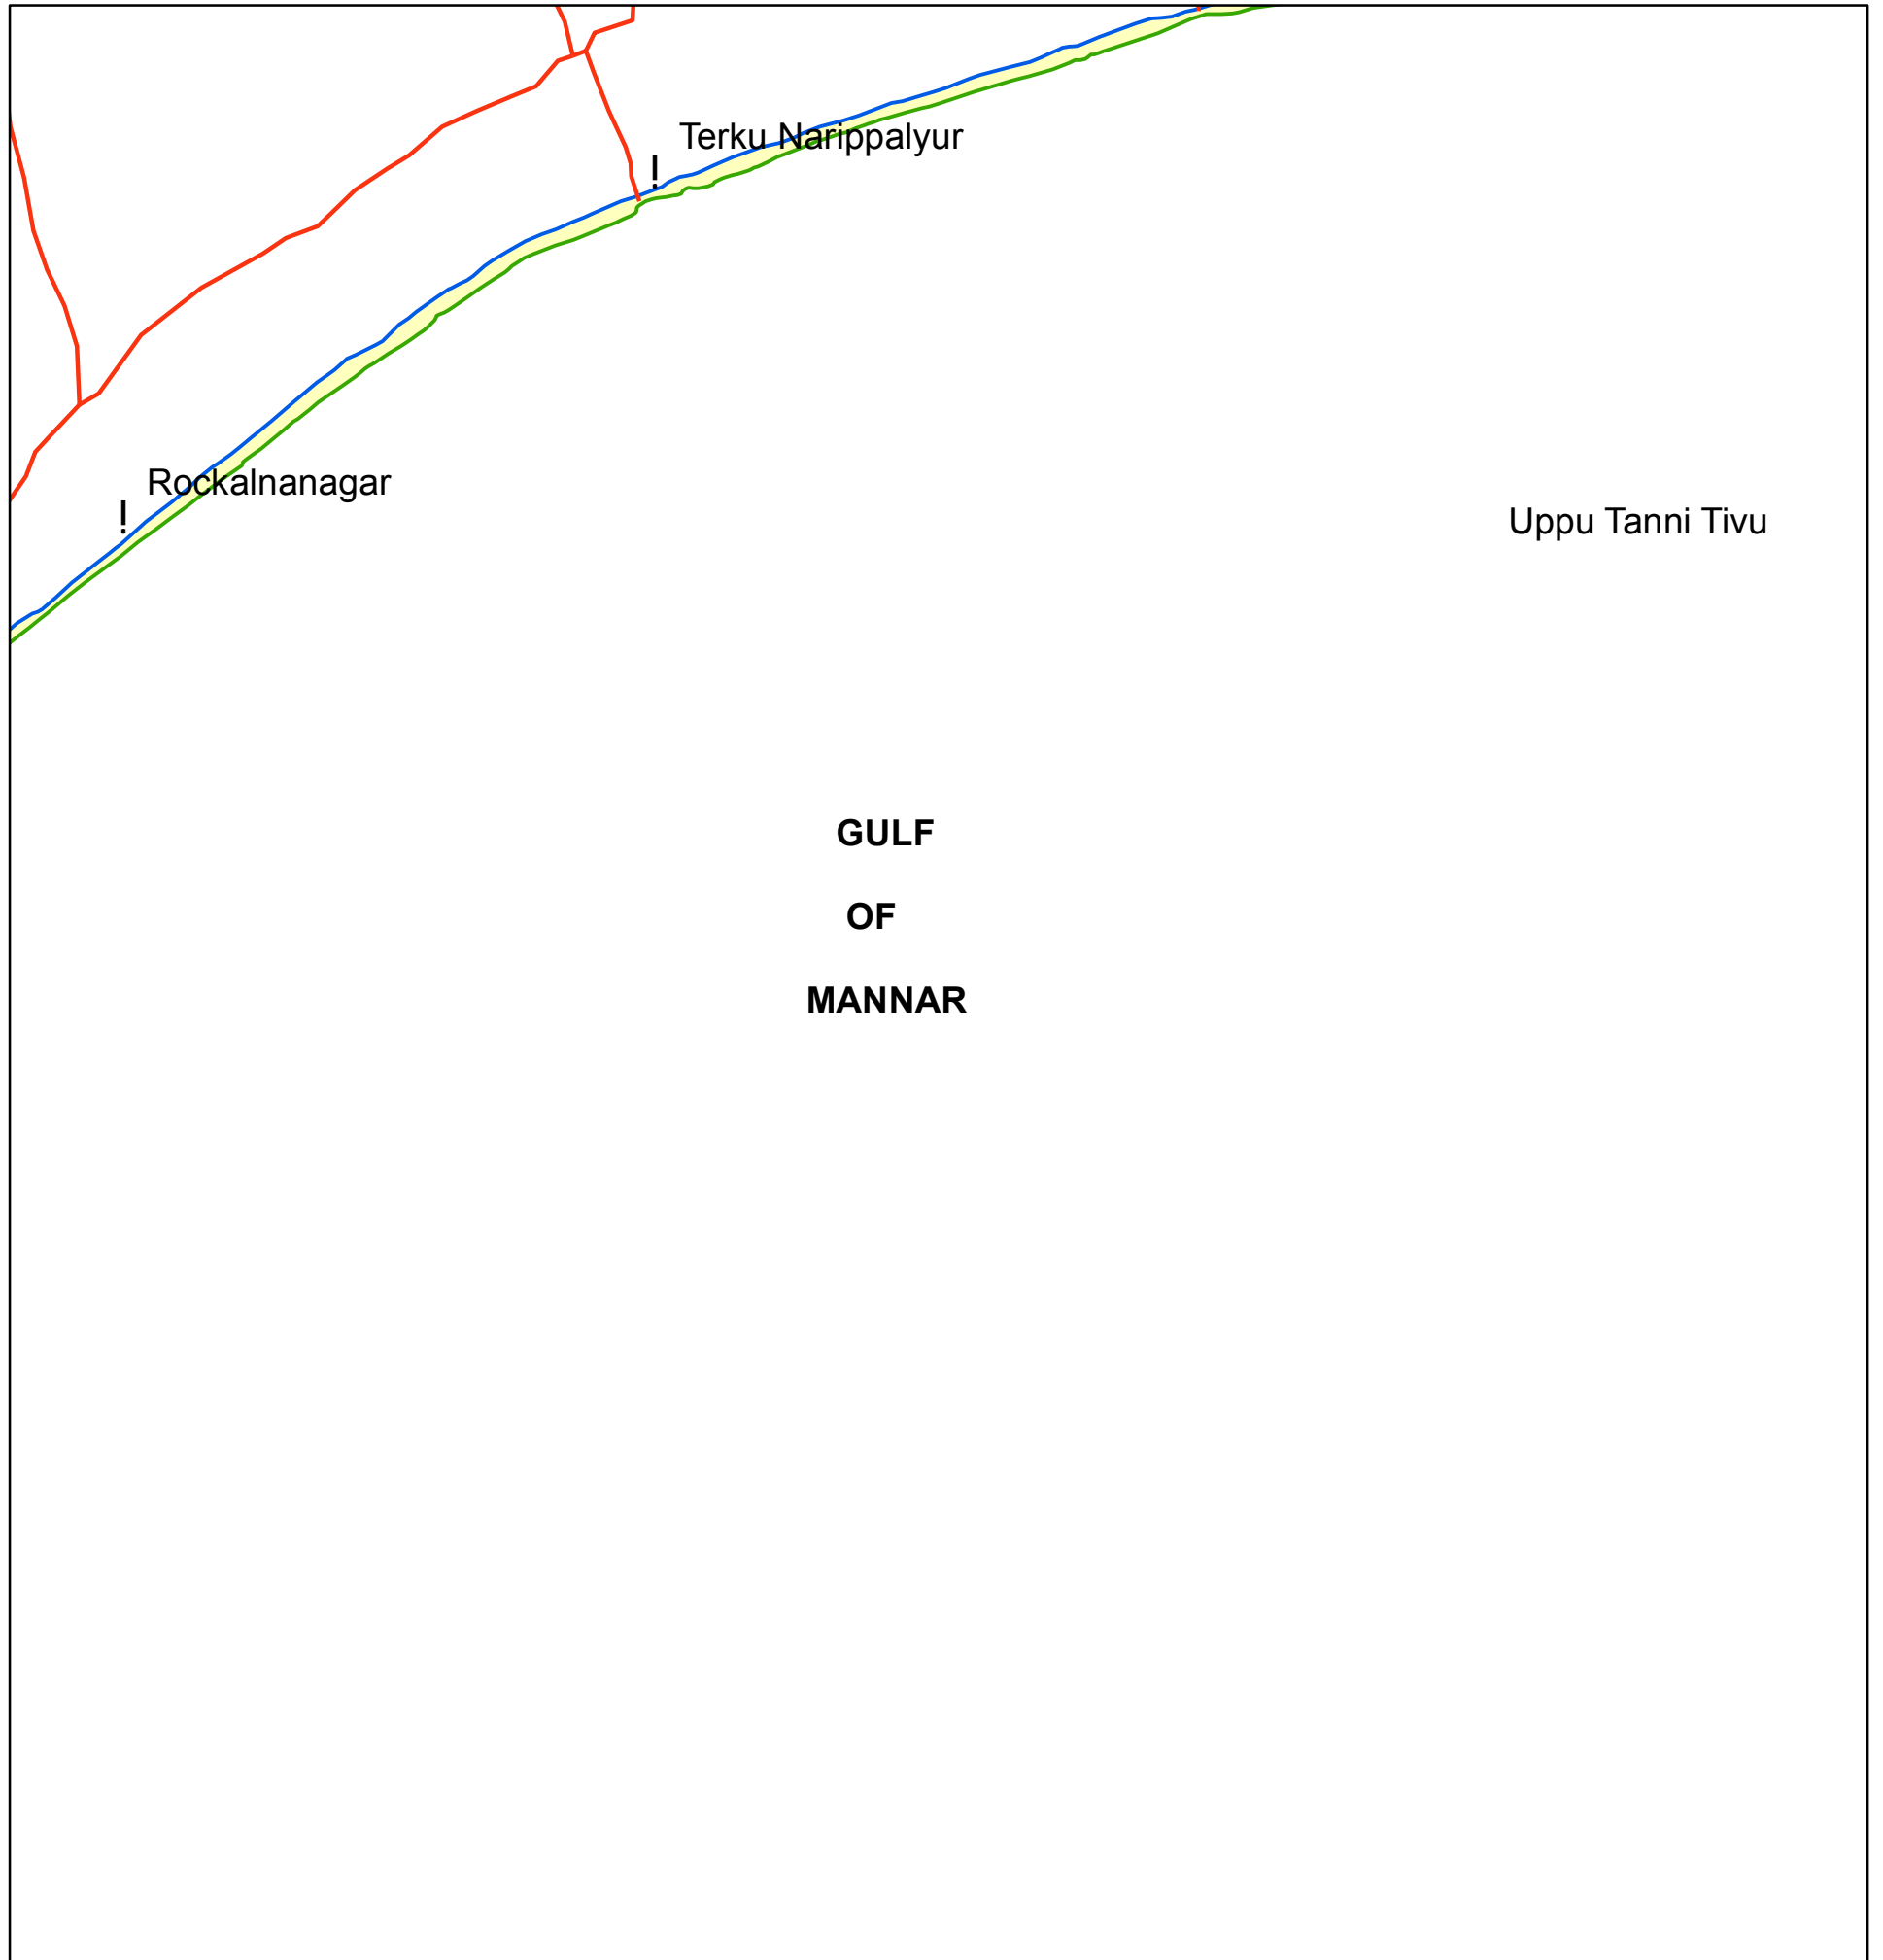 Terku Narippalyur
!
Rockalnanagar
!
Uppu Tanni Tivu
GULF
OF
MANNAR